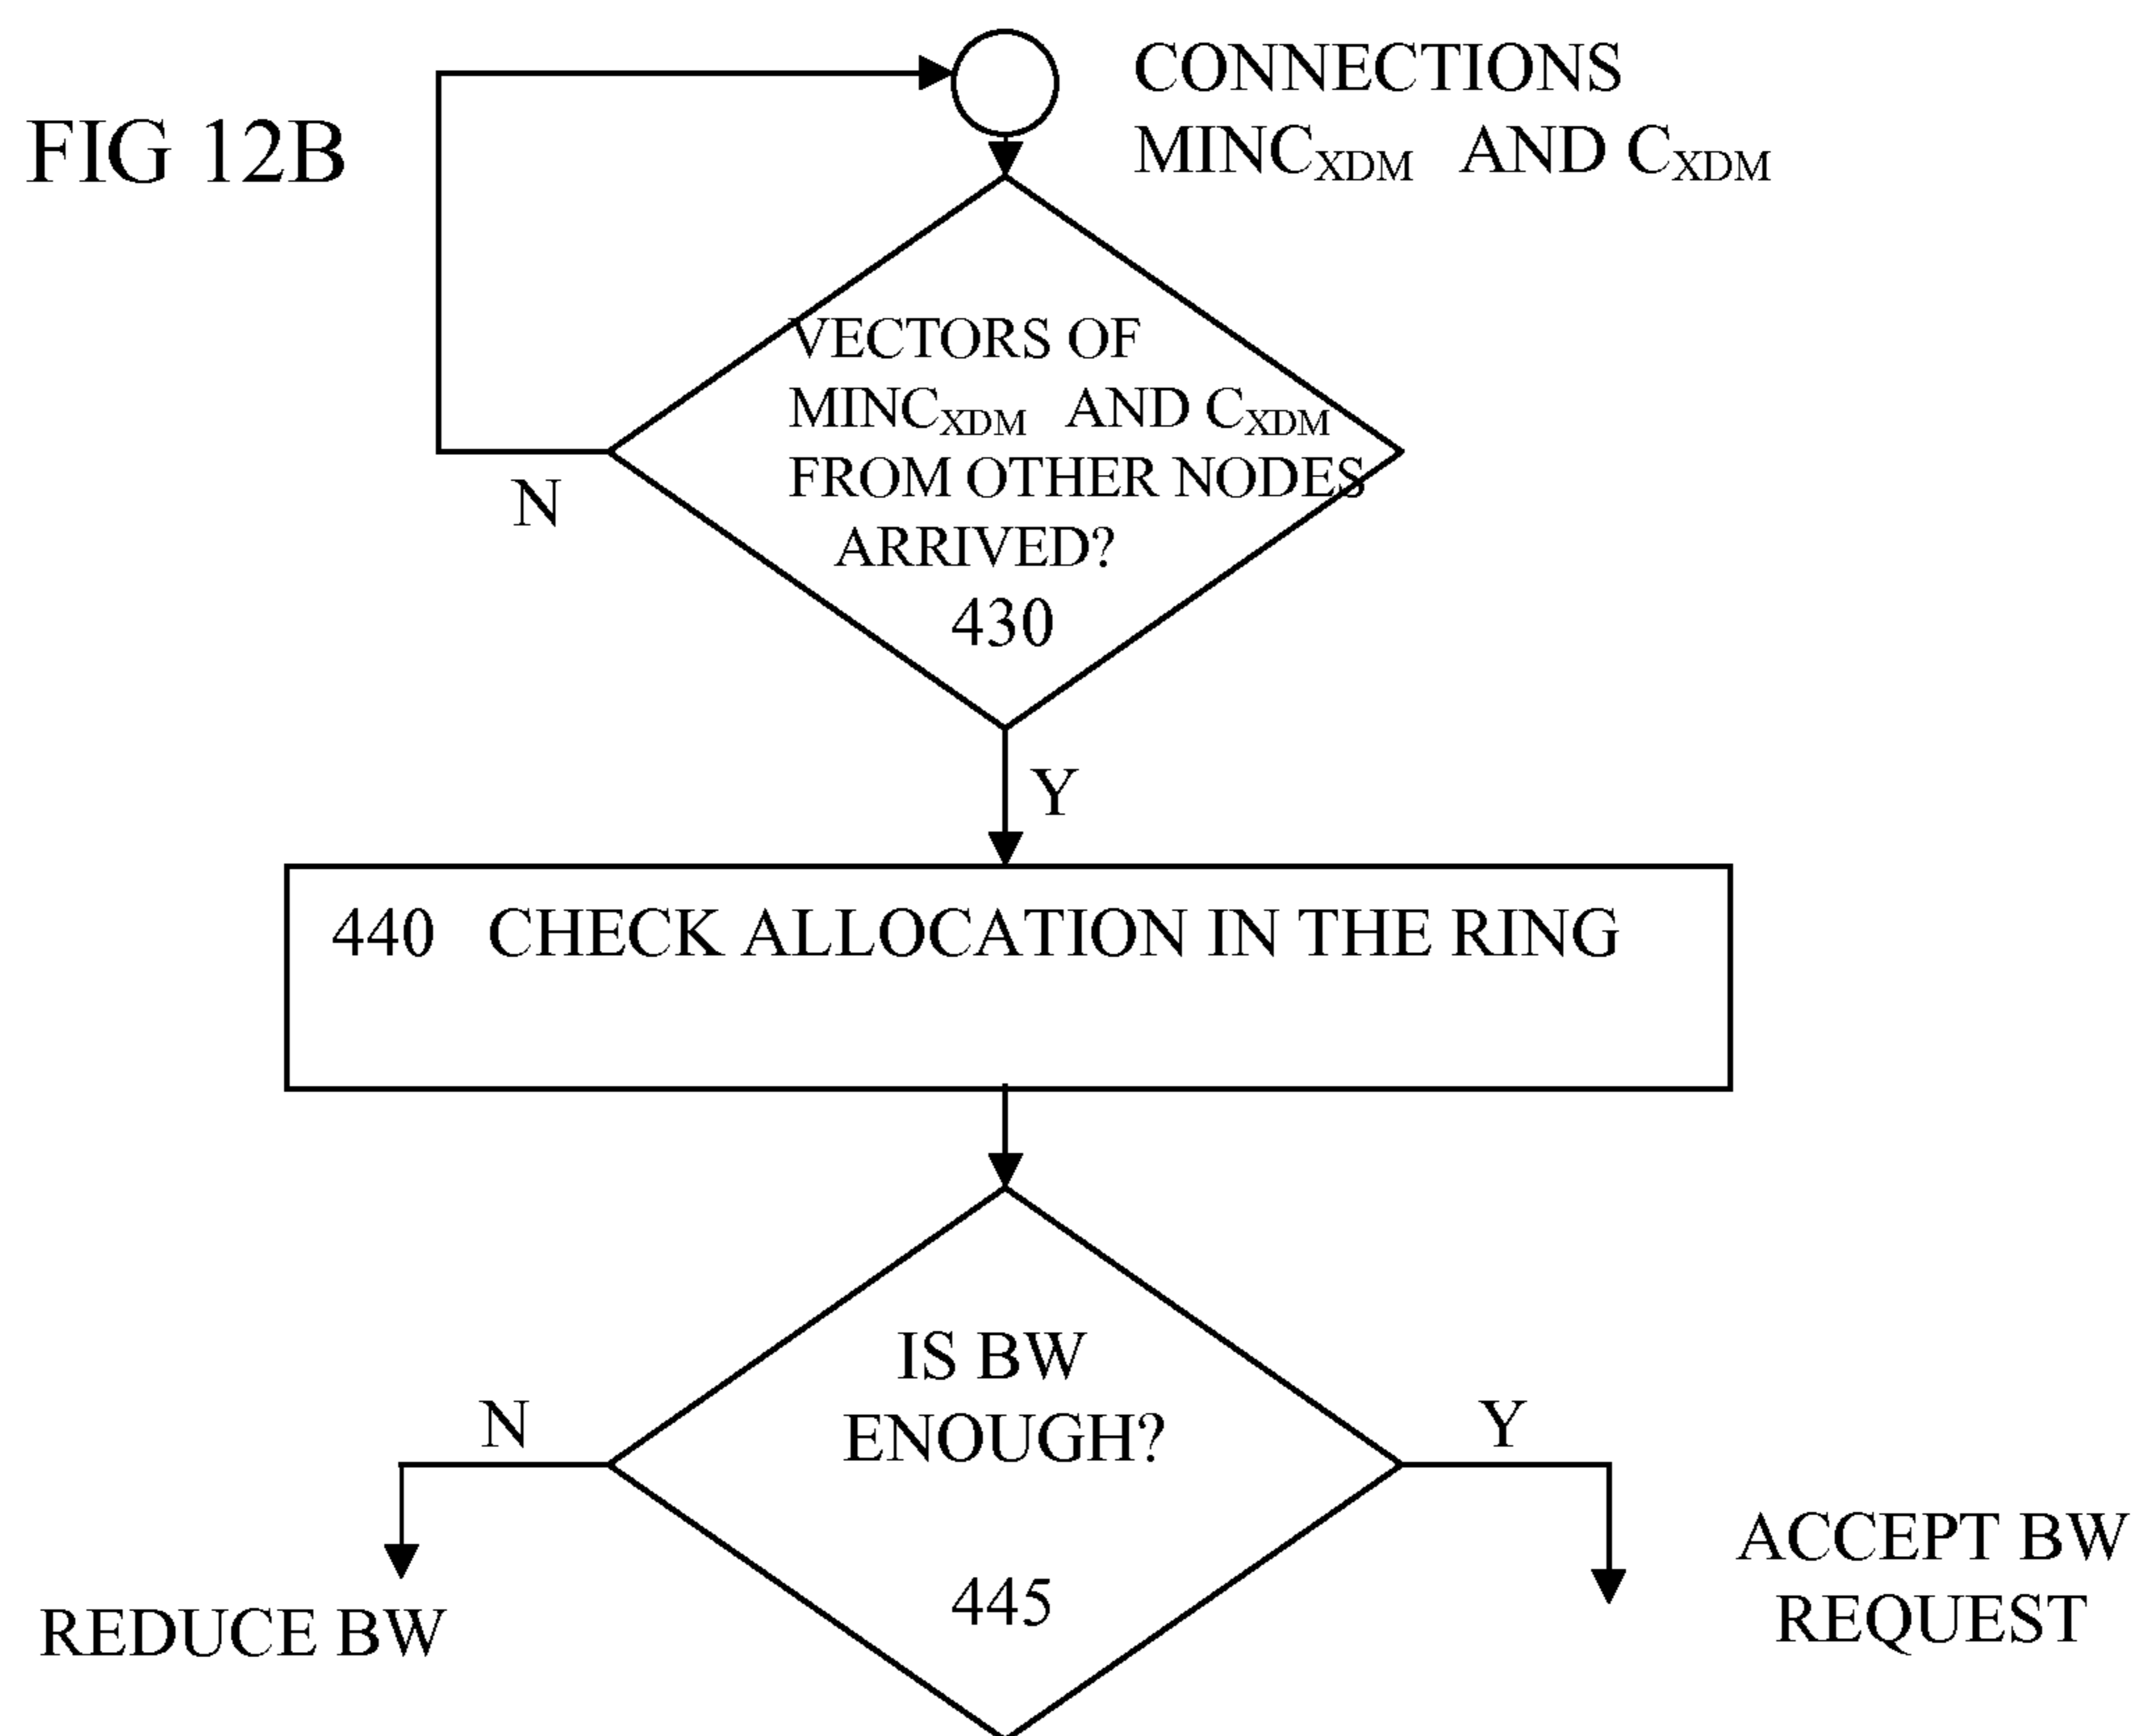 FIG 12B
CONNECTIONS
MINCXDM AND CXDM
VECTORS OF
MINCXDM AND CXDM
FROM OTHER NODES
ARRIVED?
430
N
Y
440 CHECK ALLOCATION IN THE RING
IS BW
ENOUGH?
445
N
Y
REDUCE BW
ACCEPT BW
REQUEST